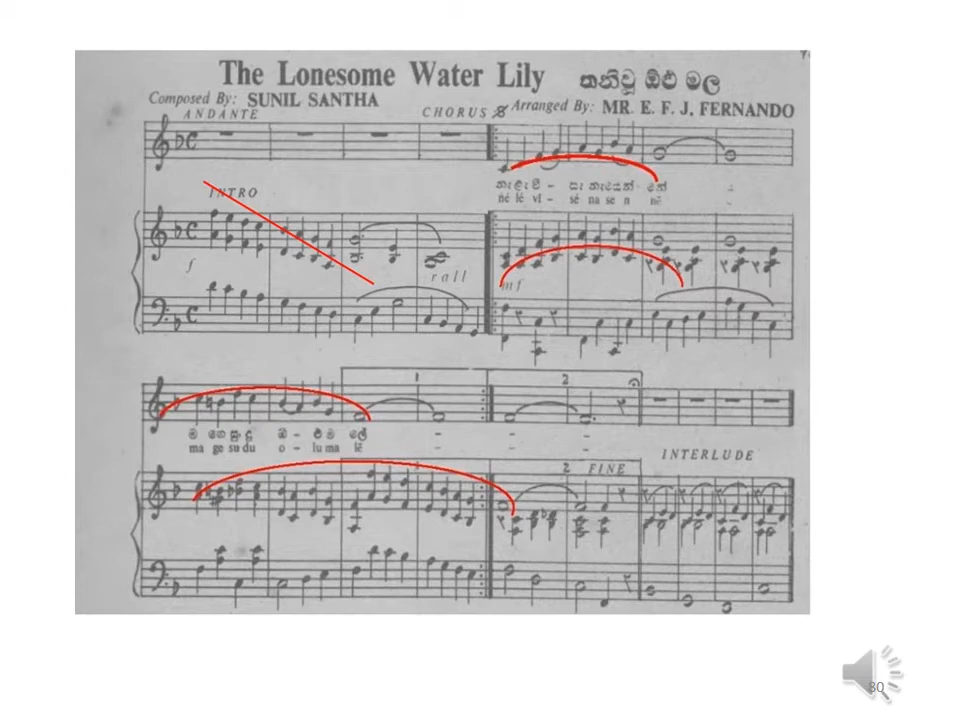 The Lonesome Water Lily තනිවූ ඕළු මල
Composed By: SUNIL SANTHA
Arranged By: MR. E. F. J. FERNANDO
ANDANTE
CHORUS
INTRO
né lé vi - sé na se n né
f
rall
mf
1
2
ma ge su du o - lu ma lé
2 FINE
INTERLUDE
30